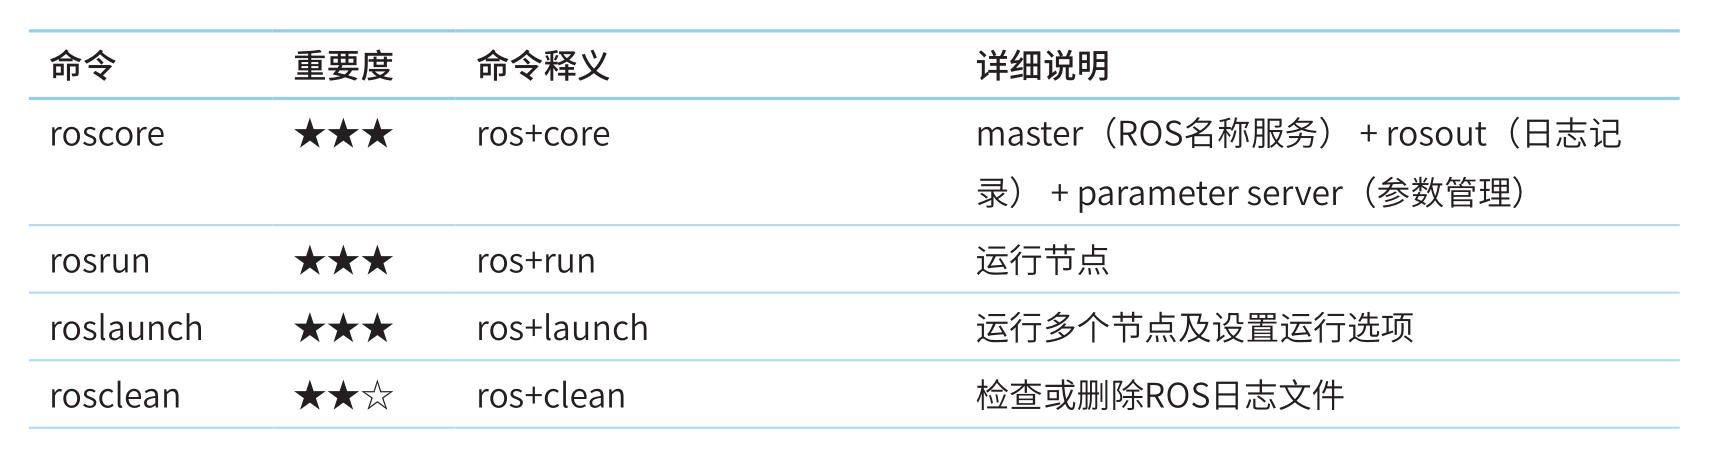 命令 重要度 命令释义 详细说明
roscore ★★★ ros+core master（ROS名称服务） + rosout（日志记
录） + parameter server（参数管理）
rosrun ★★★ ros+run 运行节点
roslaunch ★★★ ros+launch 运行多个节点及设置运行选项
rosclean ★★☆ ros+clean 检查或删除ROS日志文件